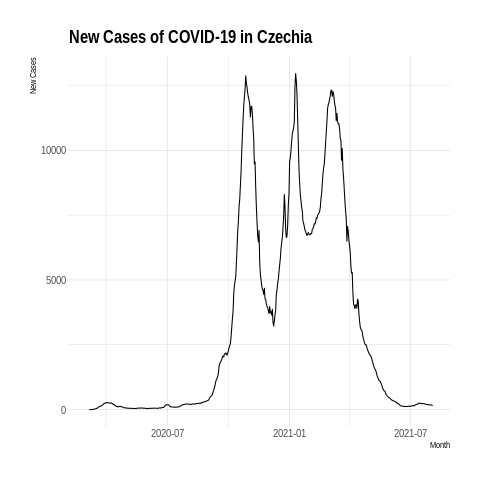 New Cases of COVID-19 in Czechia
New Cases
10000
5000
0
2020-07
2021-01
2021-07
Month